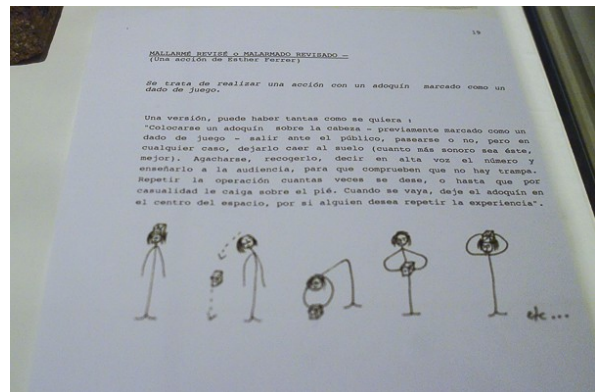 19
MALLARMÉ REVISÉ o MALARMADO REVISADO —
(Una acción de Esther Ferrer)
Se trata de realizar una acción con un adoquín marcado como un
dado de juego.
Una versión, puede haber tantas como se quiera :
"Colocarse un adoquín sobre la cabeza - previamente marcado como un
dado de juego - salir ante el público, pasearse o no, pero en
cualquier caso, dejarlo caer al suelo (cuanto más sonoro sea éste,
mejor). Agacharse, recogerlo, decir en alta voz el número y
enseñarlo a la audiencia, para que comprueben que no hay trampa.
Repetir la operación cuantas veces se dese, o hasta que por
casualidad le caiga sobre el pié. Cuando se vaya, deje el adoquín en
el centro del espacio, por si alguien desea repetir la experiencia".
etc...